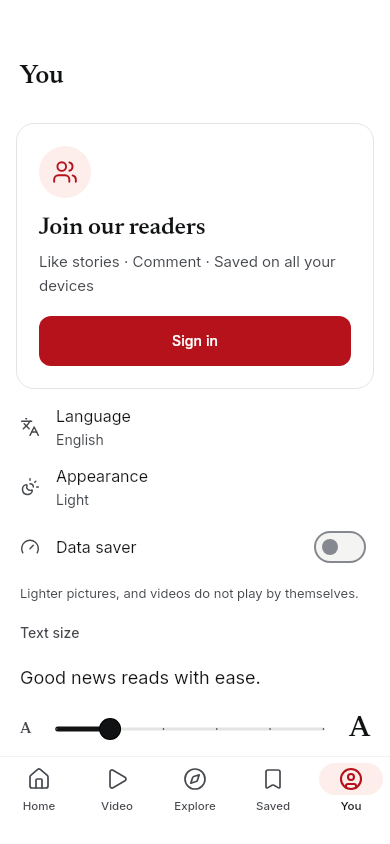 You
Join our readers
Like stories · Comment · Saved on all your
devices
Sign in
Language
English
Appearance
Light
Data saver
Lighter pictures, and videos do not play by themselves.
Text size
Good news reads with ease.
A A
Home Video Explore Saved You